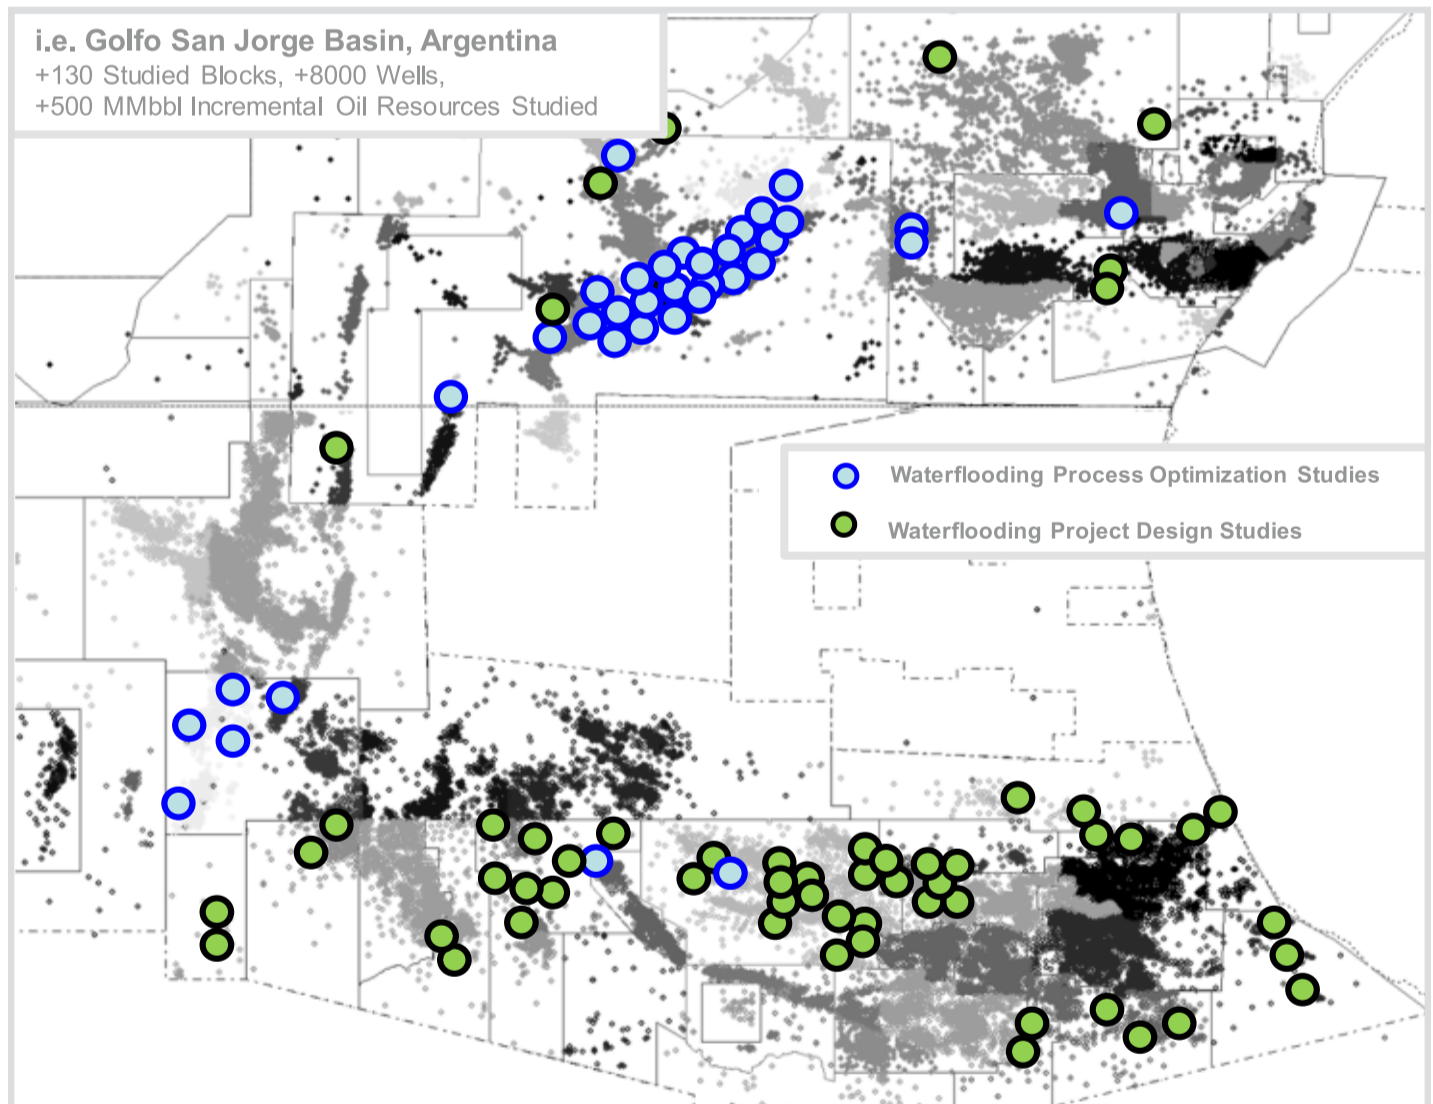 i.e. Golfo San Jorge Basin, Argentina
+130 Studied Blocks, +8000 Wells,
+500 MMbbl Incremental Oil Resources Studied
Waterflooding Process Optimization Studies
Waterflooding Project Design Studies